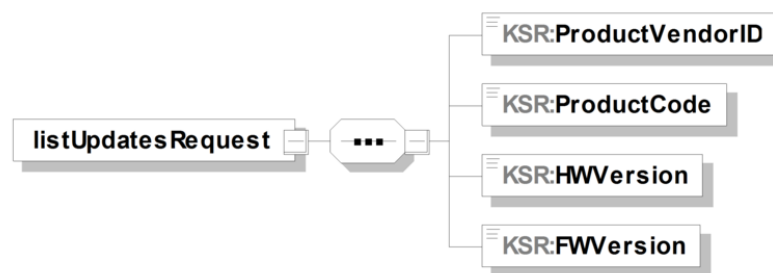 KSR:ProductVendorID
KSR:ProductCode
listUpdatesRequest
KSR:HWVersion
KSR:FWVersion